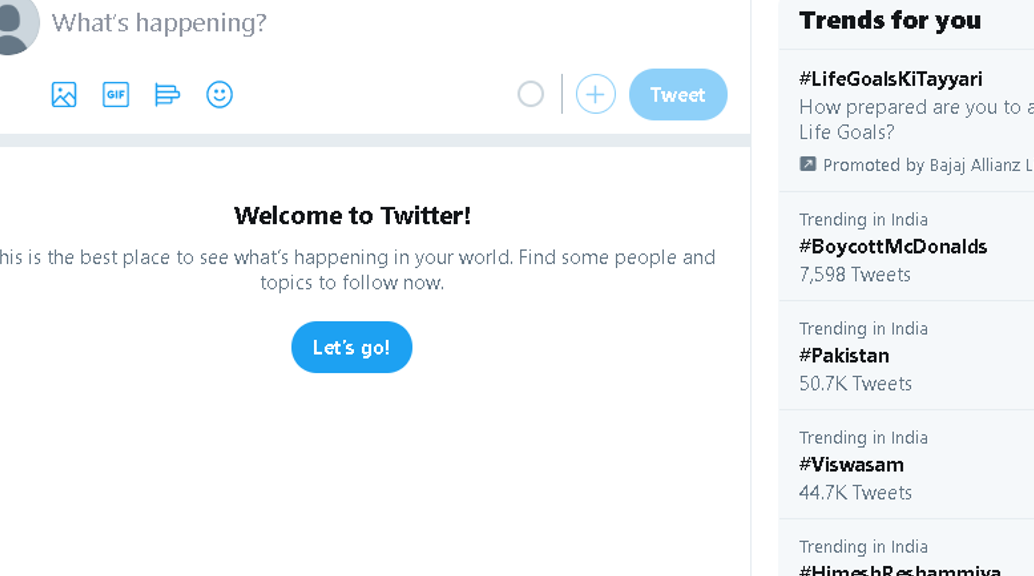 What's happening?
GIF
Tweet
Welcome to Twitter!
his is the best place to see what's happening in your world. Find some people and
topics to follow now.
Let's go!
Trends for you
#LifeGoalsKiTayyari
How prepared are you to a
Life Goals?
Promoted by Bajaj Allianz L
Trending in India
#BoycottMcDonalds
7,598 Tweets
Trending in India
#Pakistan
50.7K Tweets
Trending in India
#Viswasam
44.7K Tweets
Trending in India
#HimeshReshammiya